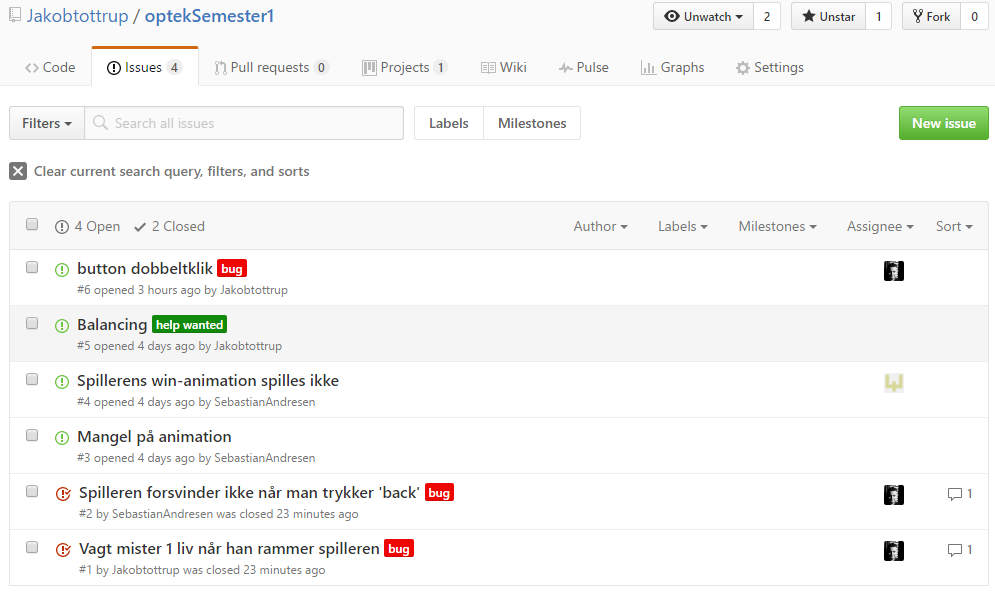 Jakobtottrup / optekSemester1
Unwatch 2 Unstar 1 Fork 0
Code Issues 4 Pull requests 0 Projects 1 Wiki Pulse Graphs Settings
Filters Search all issues Labels Milestones New issue
Clear current search query, filters, and sorts
4 Open 2 Closed Author Labels Milestones Assignee Sort
button dobbeltklik bug
#6 opened 3 hours ago by Jakobtottrup
Balancing help wanted
#5 opened 4 days ago by Jakobtottrup
Spillerens win-animation spilles ikke
#4 opened 4 days ago by SebastianAndresen
Mangel på animation
#3 opened 4 days ago by SebastianAndresen
Spilleren forsvinder ikke når man trykker 'back' bug 1
#2 by SebastianAndresen was closed 23 minutes ago
Vagt mister 1 liv når han rammer spilleren bug 1
#1 by Jakobtottrup was closed 23 minutes ago